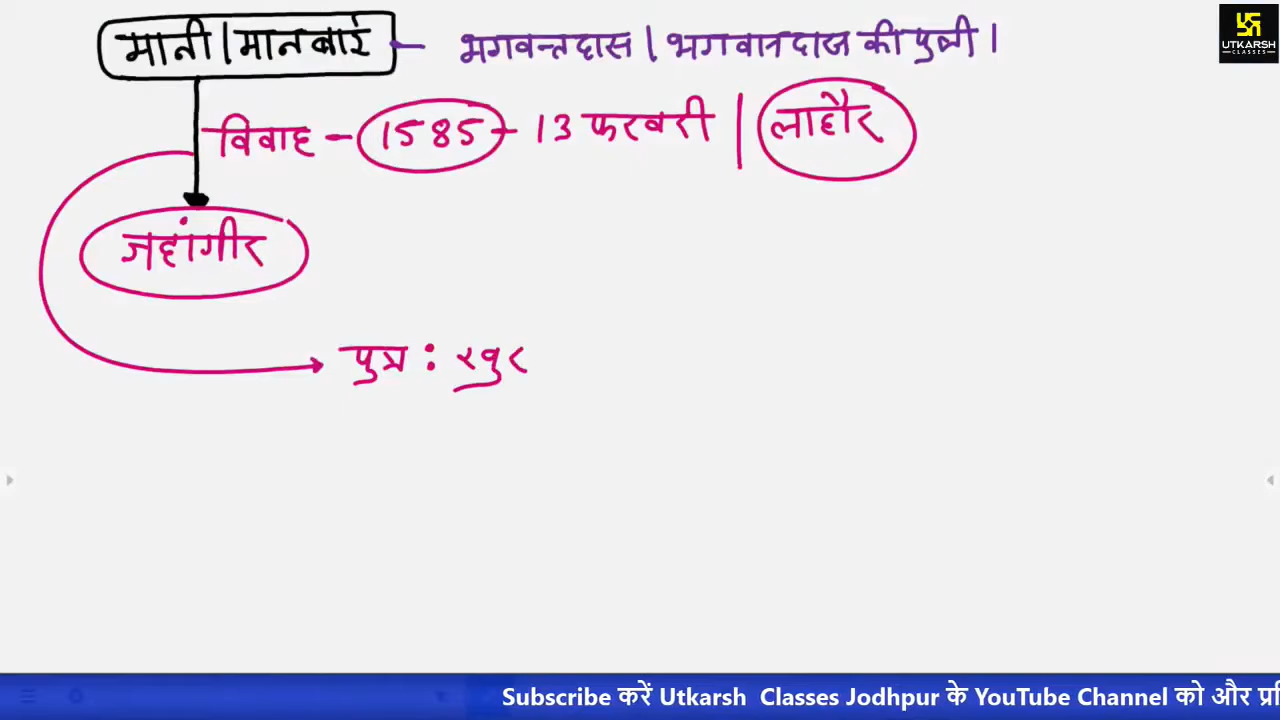 मानी | मानबाई - भगवन्तदास | भगवानदास की पुत्री |
UTKARSH
CLASSES
विवाह - 1585 - 13 फरवरी | लाहौर
जहांगीर
पुत्र : खुर
Subscribe करें Utkarsh Classes Jodhpur के YouTube Channel को और प्रति